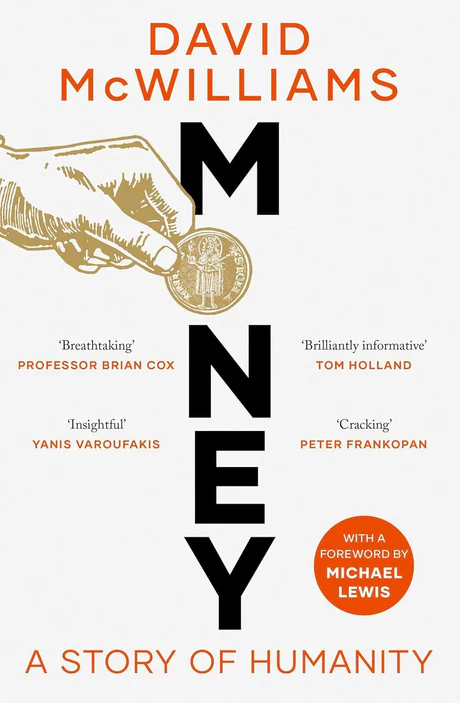 DAVID
McWILLIAMS
M
N
E
Y
‘Breathtaking’
PROFESSOR BRIAN COX
‘Brilliantly informative’
TOM HOLLAND
‘Insightful’
YANIS VAROUFAKIS
‘Cracking’
PETER FRANKOPAN
WITH A
FOREWORD BY
MICHAEL
LEWIS
A STORY OF HUMANITY